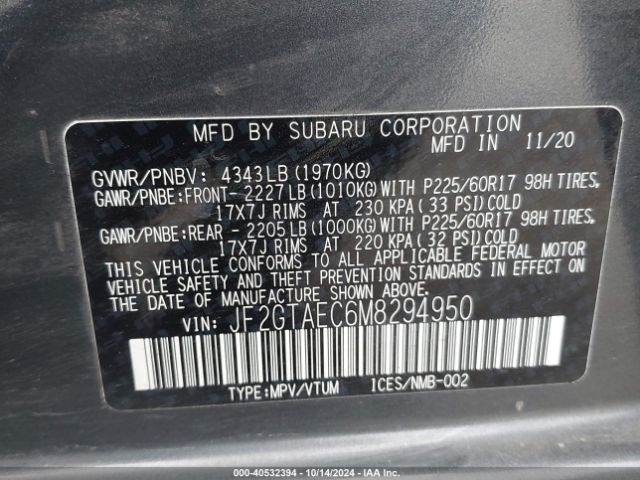 MFD BY SUBARU CORPORATION
MFD IN 11/20
GVWR/PNBV: 4343LB (1970KG)
GAWR/PNBE:FRONT-2227LB (1010KG)WITH P225/60R17 98H TIRES,
17X7J RIMS AT 230 KPA (33 PSI)COLD
GAWR/PNBE:REAR - 2205LB (1000KG)WITH P225/60R17 98H TIRES,
17X7J RIMS AT 220 KPA (32 PSI)COLD
THIS VEHICLE CONFORMS TO ALL APPLICABLE FEDERAL MOTOR
VEHICLE SAFETY AND THEFT PREVENTION STANDARDS IN EFFECT ON
THE DATE OF MANUFACTURE SHOWN ABOVE.
VIN: JF2GTAEC6M8294950
TYPE:MPV/VTUM ICES/NMB-002
000-40532394 - 10/14/2024 - IAA Inc.